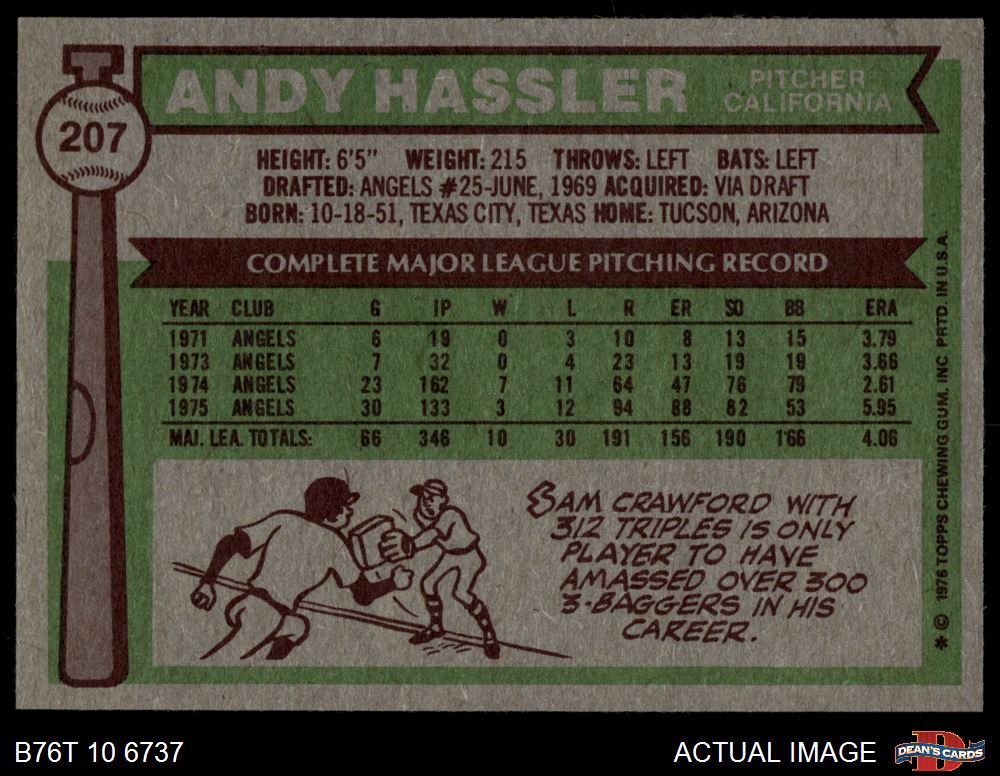 207
ANDY HASSLER
PITCHER
CALIFORNIA
HEIGHT: 6'5" WEIGHT: 215 THROWS: LEFT BATS: LEFT
DRAFTED: ANGELS #25-JUNE, 1969 ACQUIRED: VIA DRAFT
BORN: 10-18-51, TEXAS CITY, TEXAS HOME: TUCSON, ARIZONA
COMPLETE MAJOR LEAGUE PITCHING RECORD
YEAR CLUB G IP W L R ER SO BB ERA
1971 ANGELS 6 19 0 3 10 8 13 15 3.79
1973 ANGELS 7 32 0 4 23 13 19 19 3.66
1974 ANGELS 23 162 7 11 64 47 76 79 2.61
1975 ANGELS 30 133 3 12 94 88 82 53 5.95
MAJ. LEA. TOTALS: 66 346 10 30 191 156 190 166 4.06
SAM CRAWFORD WITH
312 TRIPLES IS ONLY
PLAYER TO HAVE
AMASSED OVER 300
3-BAGGERS IN HIS
CAREER.
* © 1976 TOPPS CHEWING GUM, INC PRTD. IN U.S.A.
B76T 10 6737
ACTUAL IMAGE
DEAN'S CARDS